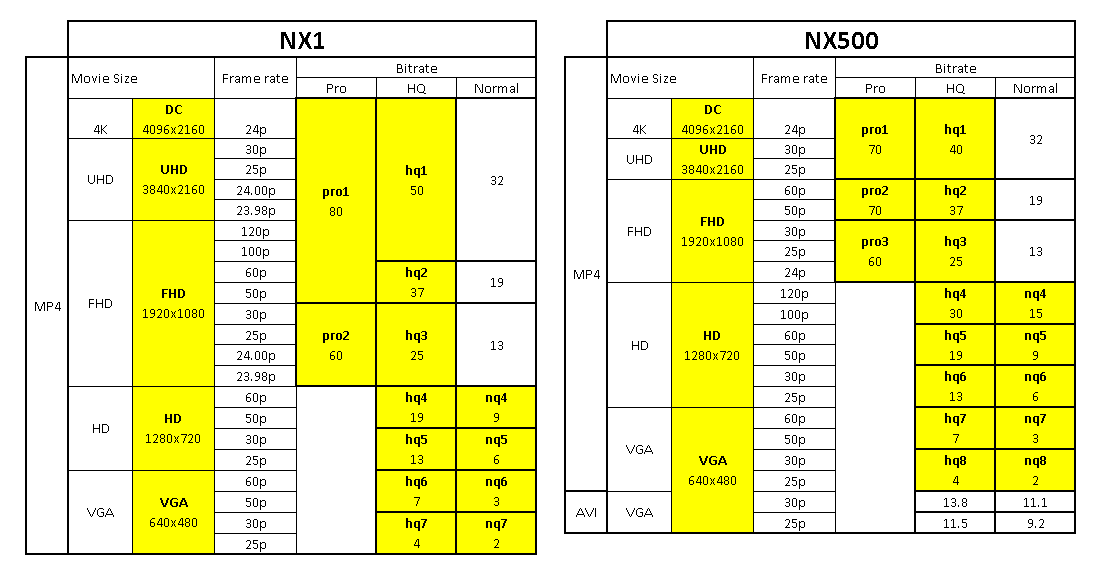 NX1
Movie Size Frame rate Bitrate
Pro HQ Normal
MP4
4K DC 4096x2160 24p
UHD UHD 3840x2160 30p
25p
24.00p
23.98p
FHD FHD 1920x1080 120p
100p
60p
50p
30p
25p
24.00p
23.98p
HD HD 1280x720 60p
50p
30p
25p
VGA VGA 640x480 60p
50p
30p
25p
pro1
80
pro2
60
hq1
50
hq2
37
hq3
25
hq4
19
hq5
13
hq6
7
hq7
4
32
19
13
nq4
9
nq5
6
nq6
3
nq7
2
NX500
Movie Size Frame rate Bitrate
Pro HQ Normal
MP4
4K DC 4096x2160 24p
UHD UHD 3840x2160 30p
25p
FHD FHD 1920x1080 60p
50p
30p
25p
24p
HD HD 1280x720 120p
100p
60p
50p
30p
25p
VGA VGA 640x480 60p
50p
30p
25p
AVI VGA 30p
25p
pro1
70
pro2
70
pro3
60
hq1
40
hq2
37
hq3
25
hq4
30
hq5
19
hq6
13
hq7
7
hq8
4
13.8
11.5
32
19
13
nq4
15
nq5
9
nq6
6
nq7
3
nq8
2
11.1
9.2